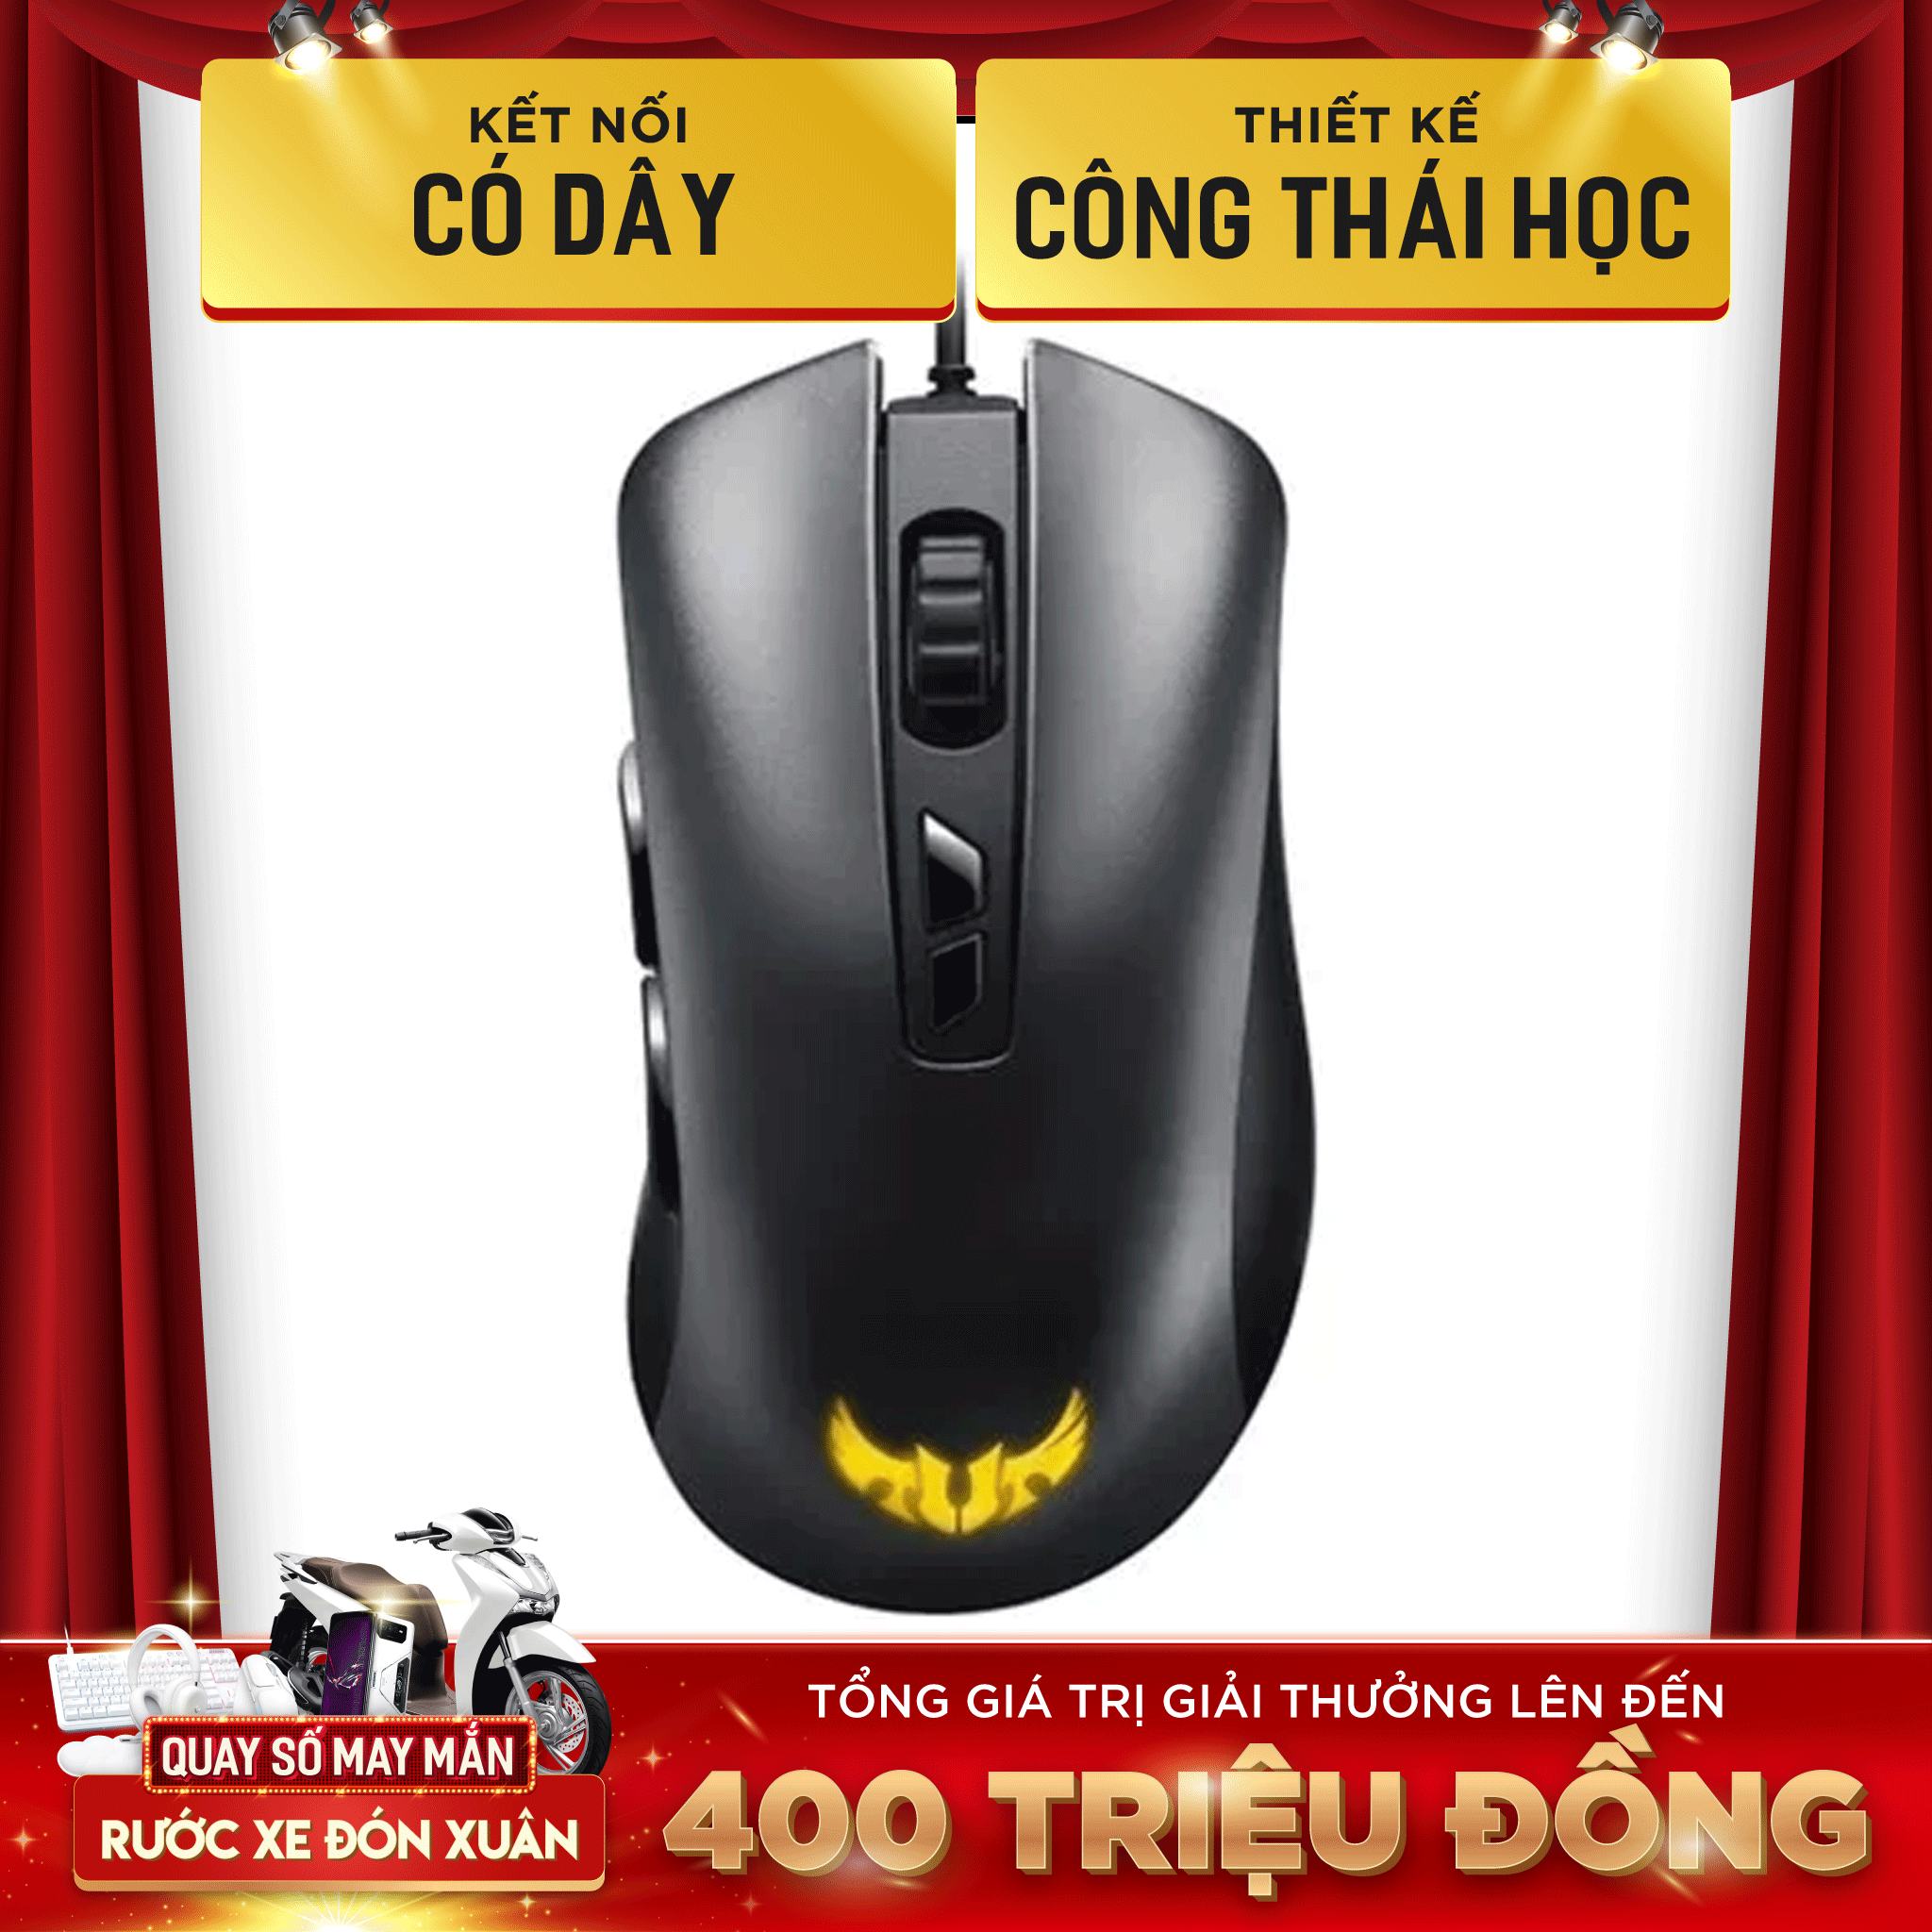 KẾT NỐI
CÓ DÂY
THIẾT KẾ
CÔNG THÁI HỌC
TỔNG GIÁ TRỊ GIẢI THƯỞNG LÊN ĐẾN
400 TRIỆU ĐỒNG
QUAY SỐ MAY MẮN
RƯỚC XE ĐÓN XUÂN